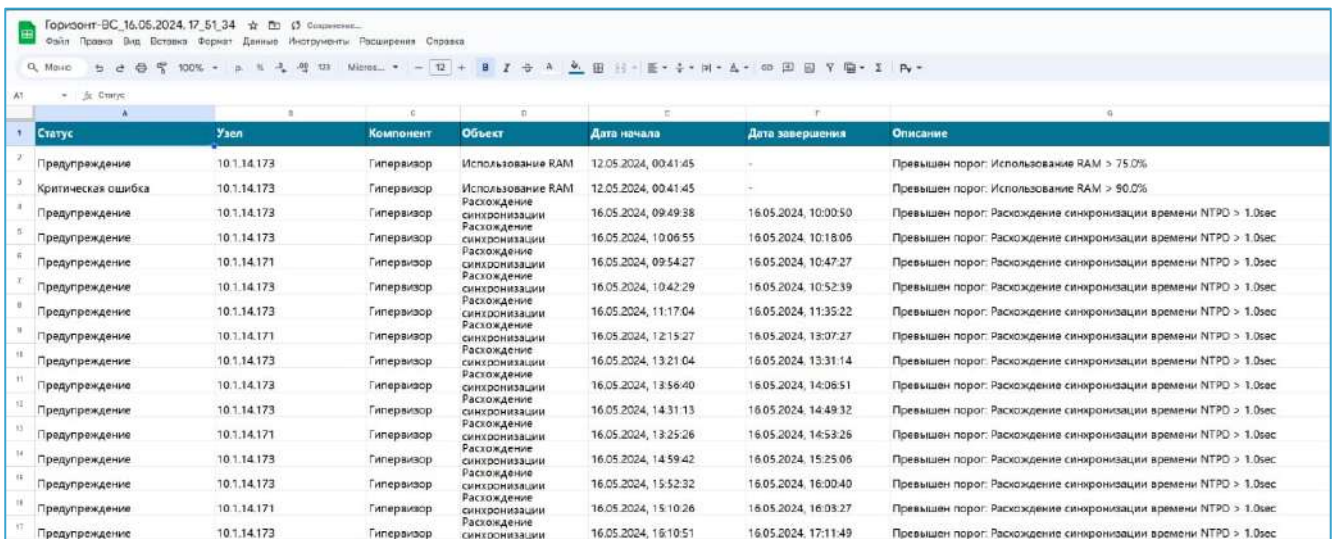 Горизонт-ВС_16.05.2024, 17_51_34
Файл Правка Вид Вставка Формат Данные Инструменты Расширения Справка
Меню 100% 123 Micros... 12
A1 Статус
A B C D E F G
1 Статус Узел Компонент Объект Дата начала Дата завершения Описание
2 Предупреждение 10.1.14.173 Гипервизор Использование RAM 12.05.2024, 00:41:45 - Превышен порог: Использование RAM > 75.0%
3 Критическая ошибка 10.1.14.173 Гипервизор Использование RAM 12.05.2024, 00:41:45 - Превышен порог: Использование RAM > 90.0%
Расхождение
4 Предупреждение 10.1.14.173 Гипервизор синхронизации 16.05.2024, 09:49:38 16.05.2024, 10:00:50 Превышен порог: Расхождение синхронизации времени NTPD > 1.0sec
Расхождение
5 Предупреждение 10.1.14.173 Гипервизор синхронизации 16.05.2024, 10:06:55 16.05.2024, 10:18:06 Превышен порог: Расхождение синхронизации времени NTPD > 1.0sec
Расхождение
6 Предупреждение 10.1.14.171 Гипервизор синхронизации 16.05.2024, 09:54:27 16.05.2024, 10:47:27 Превышен порог: Расхождение синхронизации времени NTPD > 1.0sec
Расхождение
7 Предупреждение 10.1.14.173 Гипервизор синхронизации 16.05.2024, 10:42:29 16.05.2024, 10:52:39 Превышен порог: Расхождение синхронизации времени NTPD > 1.0sec
Расхождение
8 Предупреждение 10.1.14.173 Гипервизор синхронизации 16.05.2024, 11:17:04 16.05.2024, 11:35:22 Превышен порог: Расхождение синхронизации времени NTPD > 1.0sec
Расхождение
9 Предупреждение 10.1.14.171 Гипервизор синхронизации 16.05.2024, 12:15:27 16.05.2024, 13:07:27 Превышен порог: Расхождение синхронизации времени NTPD > 1.0sec
Расхождение
10 Предупреждение 10.1.14.173 Гипервизор синхронизации 16.05.2024, 13:21:04 16.05.2024, 13:31:14 Превышен порог: Расхождение синхронизации времени NTPD > 1.0sec
Расхождение
11 Предупреждение 10.1.14.173 Гипервизор синхронизации 16.05.2024, 13:56:40 16.05.2024, 14:06:51 Превышен порог: Расхождение синхронизации времени NTPD > 1.0sec
Расхождение
12 Предупреждение 10.1.14.173 Гипервизор синхронизации 16.05.2024, 14:31:13 16.05.2024, 14:49:32 Превышен порог: Расхождение синхронизации времени NTPD > 1.0sec
Расхождение
13 Предупреждение 10.1.14.171 Гипервизор синхронизации 16.05.2024, 13:25:26 16.05.2024, 14:53:26 Превышен порог: Расхождение синхронизации времени NTPD > 1.0sec
Расхождение
14 Предупреждение 10.1.14.173 Гипервизор синхронизации 16.05.2024, 14:59:42 16.05.2024, 15:25:06 Превышен порог: Расхождение синхронизации времени NTPD > 1.0sec
Расхождение
15 Предупреждение 10.1.14.173 Гипервизор синхронизации 16.05.2024, 15:52:32 16.05.2024, 16:00:40 Превышен порог: Расхождение синхронизации времени NTPD > 1.0sec
Расхождение
16 Предупреждение 10.1.14.171 Гипервизор синхронизации 16.05.2024, 15:10:26 16.05.2024, 16:03:27 Превышен порог: Расхождение синхронизации времени NTPD > 1.0sec
Расхождение
17 Предупреждение 10.1.14.173 Гипервизор синхронизации 16.05.2024, 16:10:51 16.05.2024, 17:11:49 Превышен порог: Расхождение синхронизации времени NTPD > 1.0sec